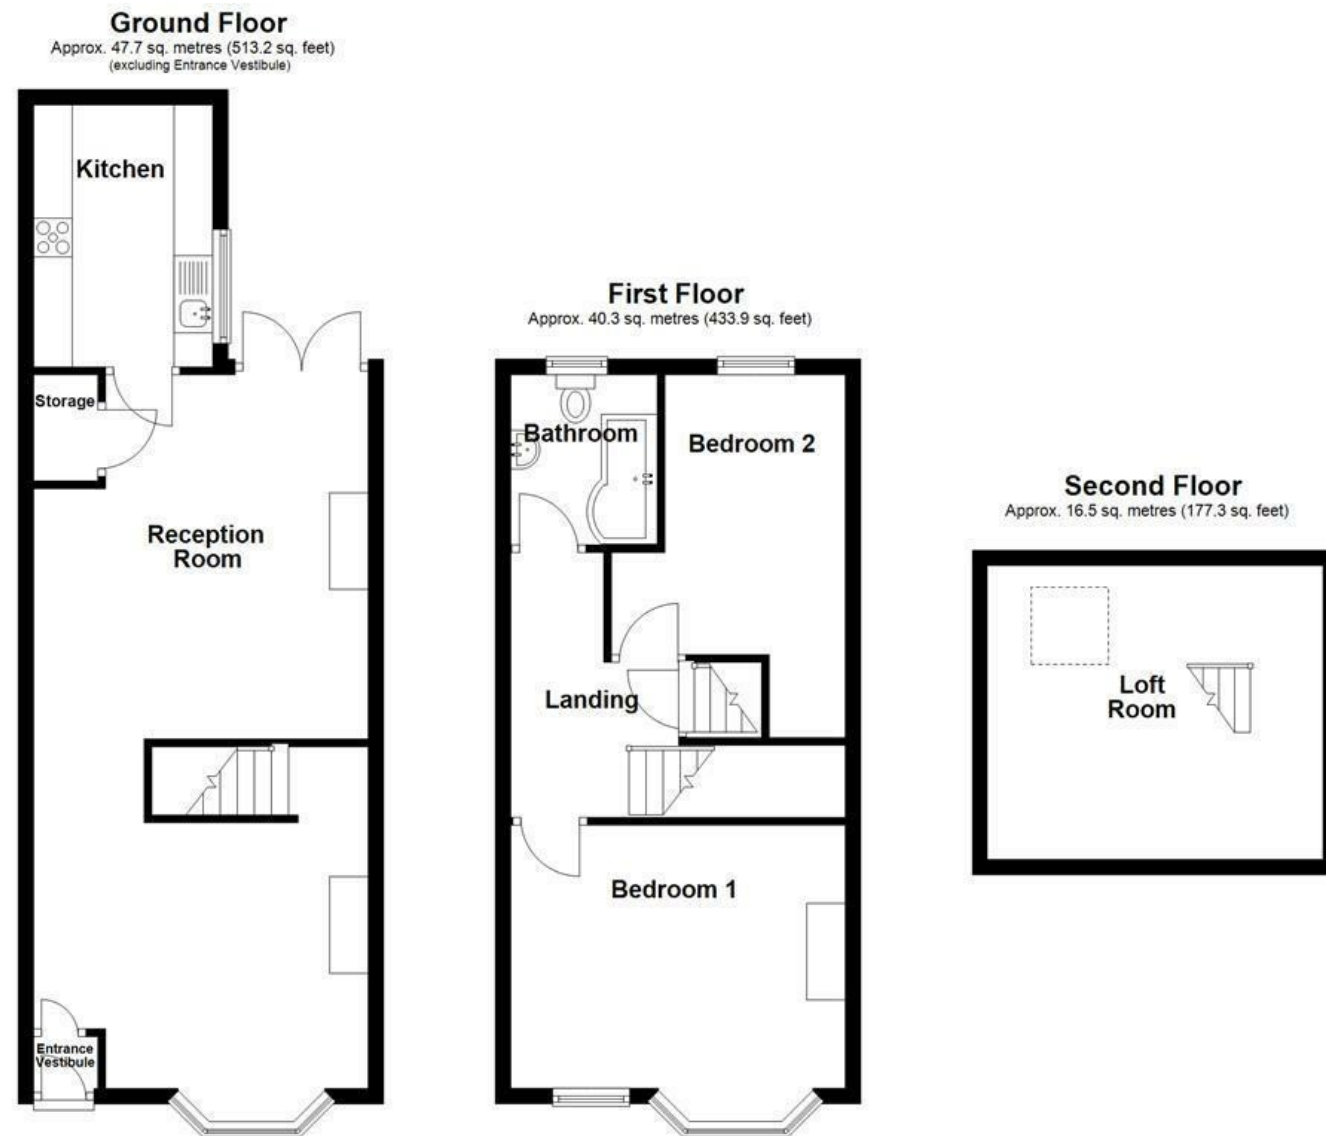 Ground Floor
Approx. 47.7 sq. metres (513.2 sq. feet)
(excluding Entrance Vestibule)
Kitchen
Storage
Reception
Room
Entrance
Vestibule
First Floor
Approx. 40.3 sq. metres (433.9 sq. feet)
Bathroom
Bedroom 2
Landing
Bedroom 1
Second Floor
Approx. 16.5 sq. metres (177.3 sq. feet)
Loft
Room